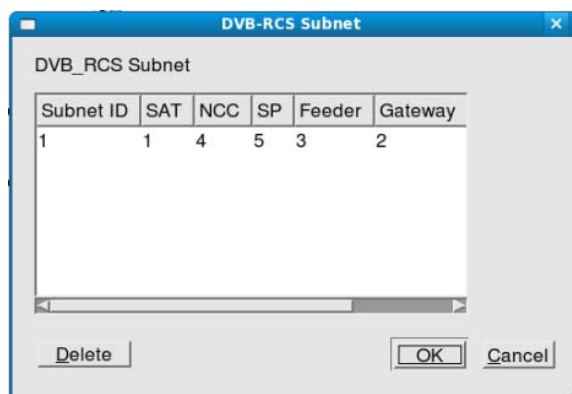 DVB-RCS Subnet
DVB_RCS Subnet
Subnet ID SAT NCC SP Feeder Gateway
1 1 4 5 3 2
Delete OK Cancel